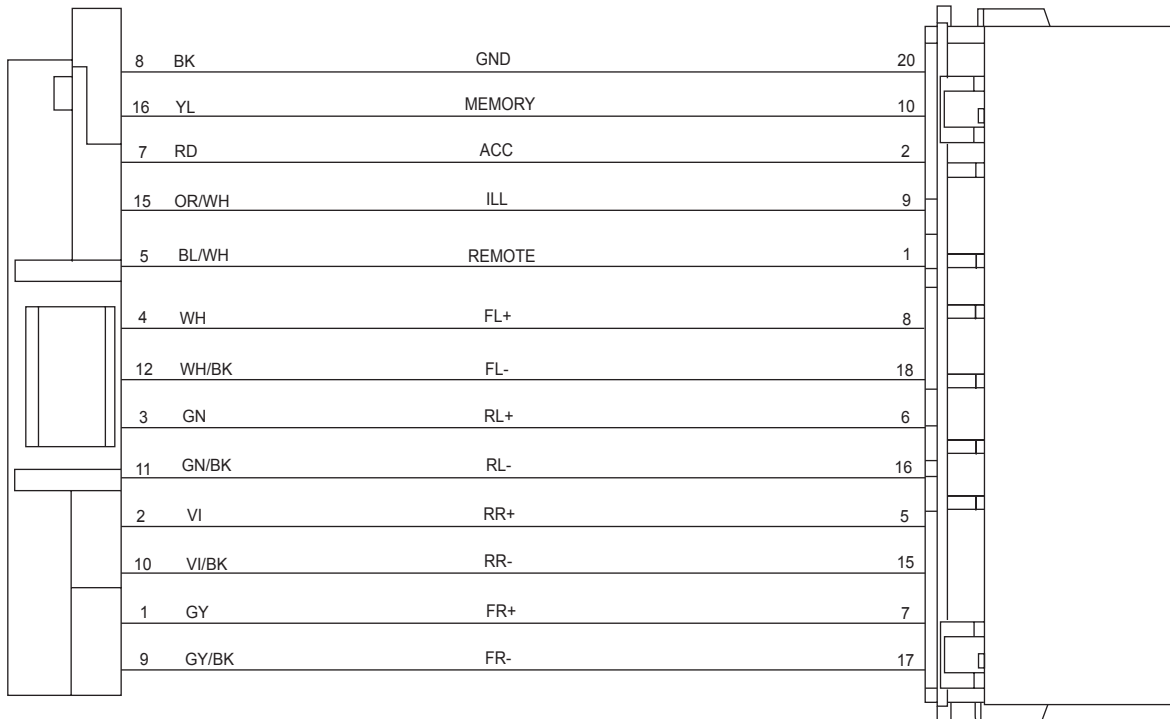 8 BK GND 20
16 YL MEMORY 10
7 RD ACC 2
15 OR/WH ILL 9
5 BL/WH REMOTE 1
4 WH FL+ 8
12 WH/BK FL- 18
3 GN RL+ 6
11 GN/BK RL- 16
2 VI RR+ 5
10 VI/BK RR- 15
1 GY FR+ 7
9 GY/BK FR- 17